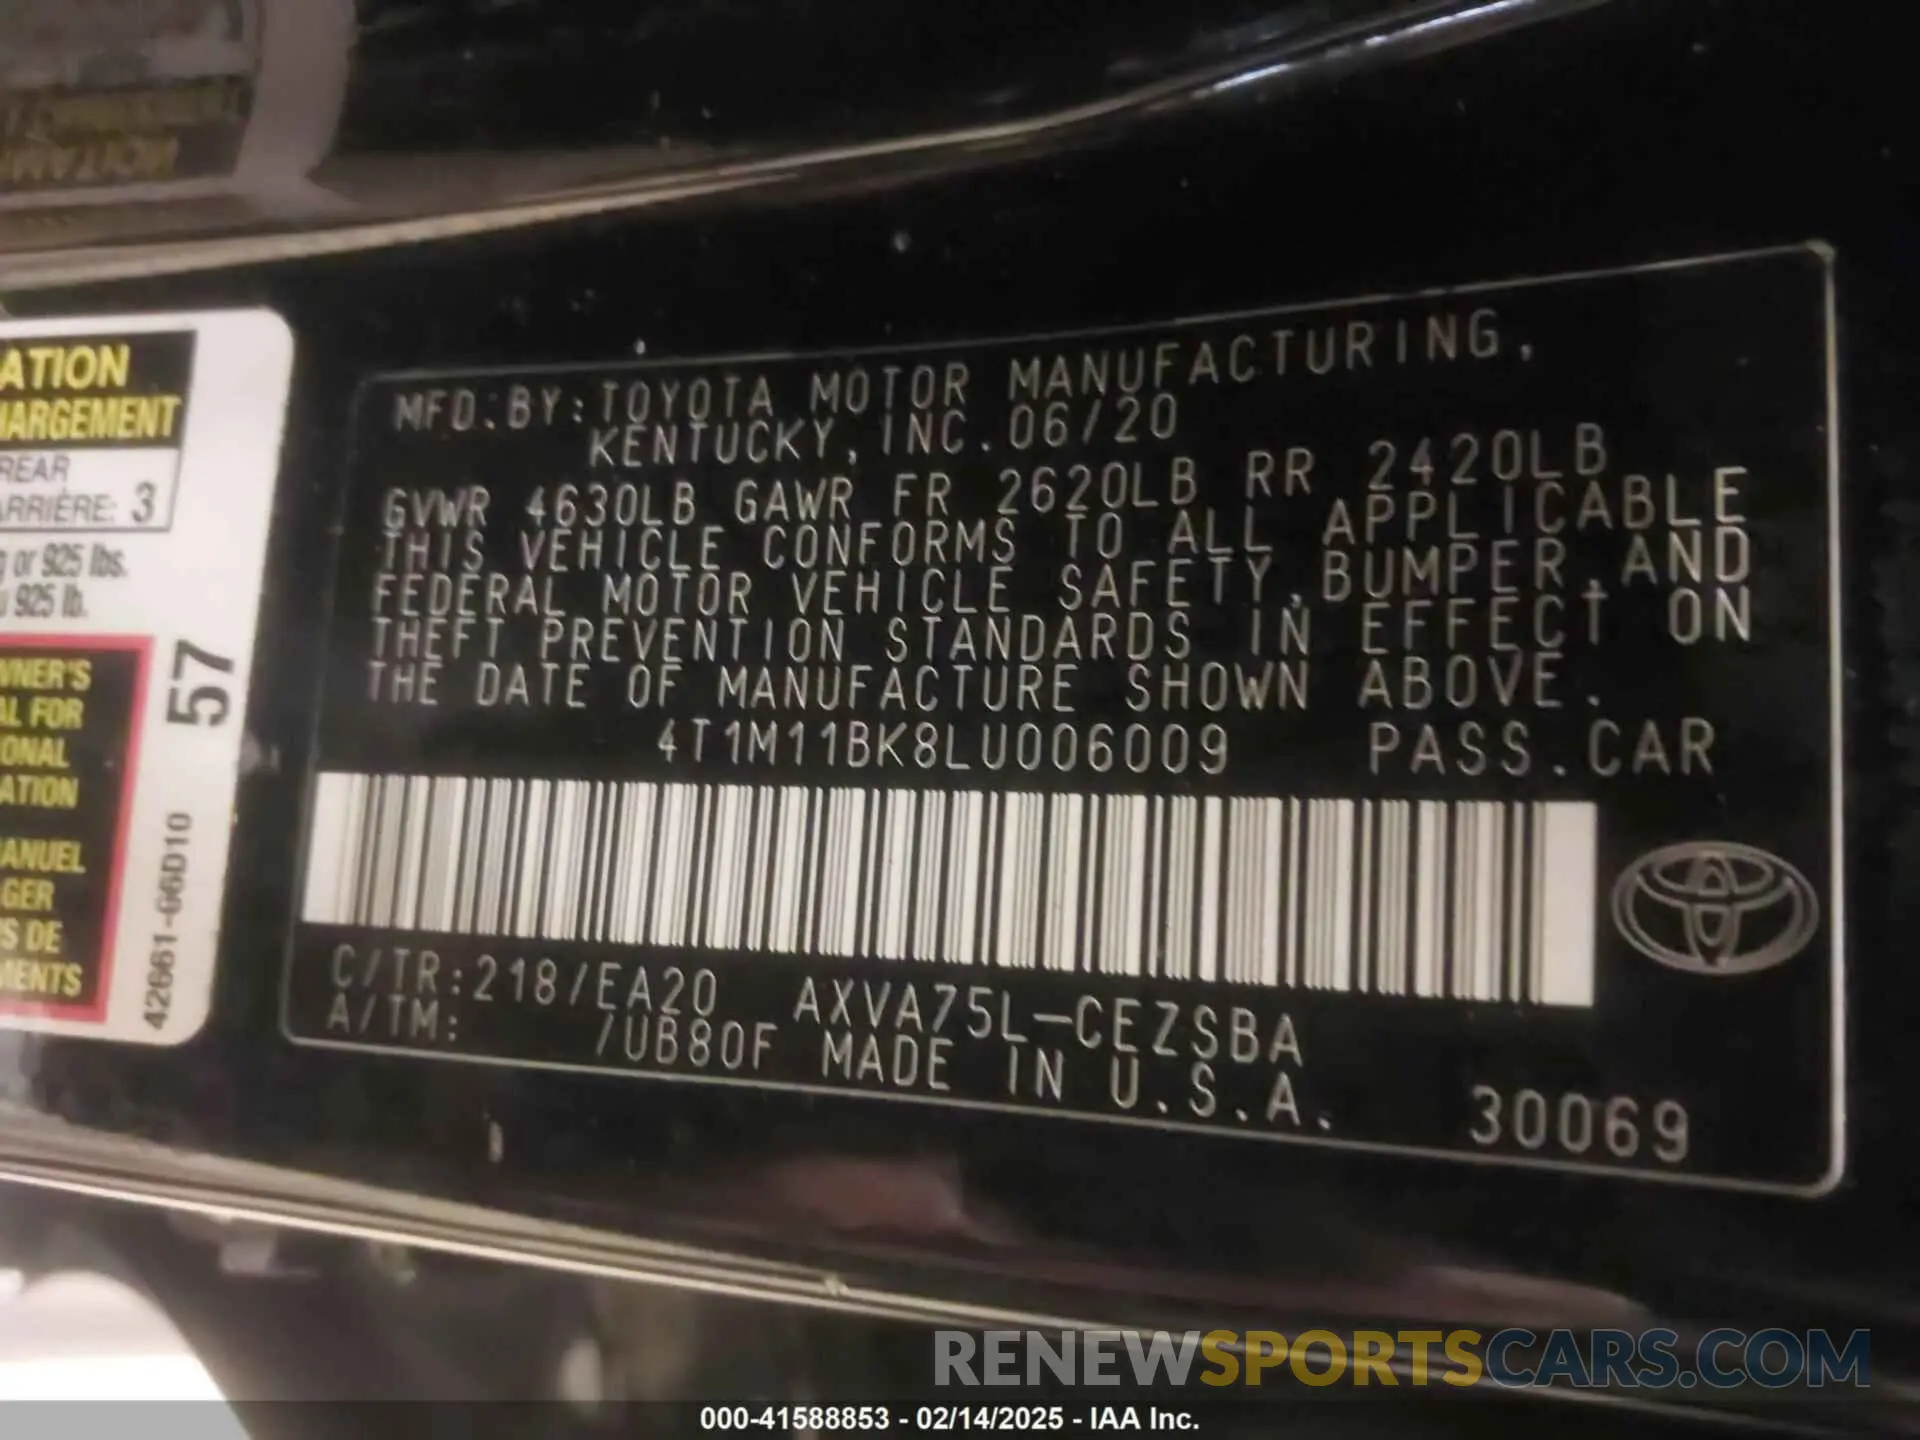 ATION
HARGEMENT
REAR
ARRIÈRE: 3
g or 925 lbs.
u 925 lb.
WNER'S
AL FOR
IONAL
ATION
MANUEL
GER
S DE
MENTS
57
42661-06D10
MFD. BY: TOYOTA MOTOR MANUFACTURING,
KENTUCKY, INC. 06/20
GVWR 4630LB GAWR FR 2620LB RR 2420LB
THIS VEHICLE CONFORMS TO ALL APPLICABLE
FEDERAL MOTOR VEHICLE SAFETY, BUMPER, AND
THEFT PREVENTION STANDARDS IN EFFECT ON
THE DATE OF MANUFACTURE SHOWN ABOVE.
4T1M11BK8LU006009 PASS. CAR
C/TR: 218/EA20 AXVA75L-CEZSBA
A/TM: /UB80F MADE IN U.S.A.
30069
RENEWSPORTSCARS.COM
000-41588853 - 02/14/2025 - IAA Inc.